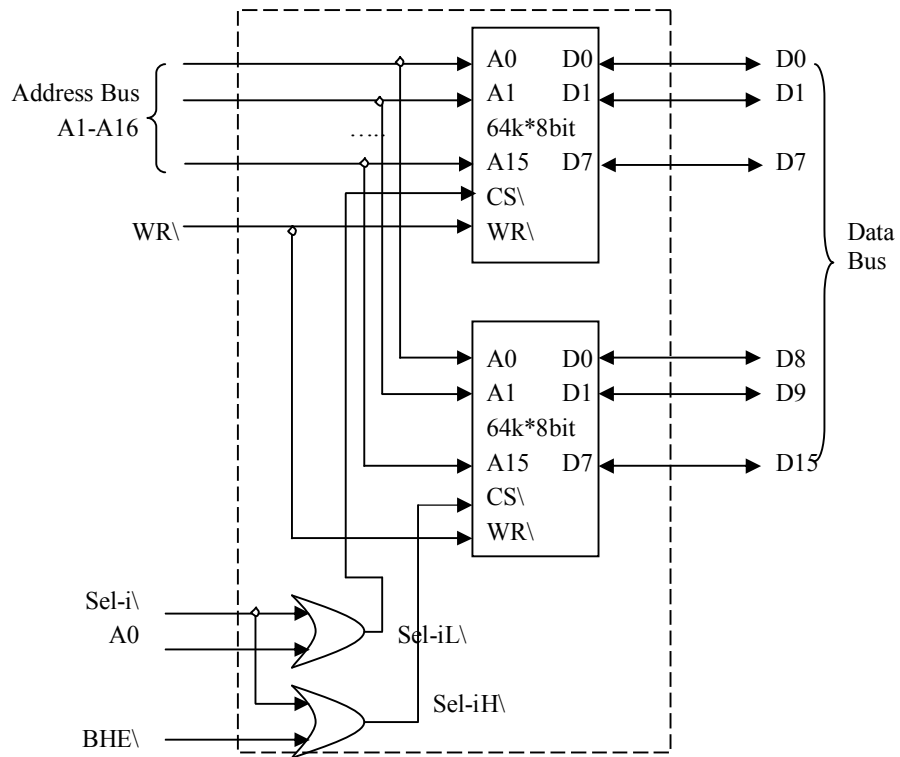 Address Bus
A1-A16
WR\
A0 D0
A1 D1
64k*8bit
A15 D7
CS\
WR\
.....
D0
D1
D7
Data
Bus
A0 D0
A1 D1
64k*8bit
A15 D7
CS\
WR\
D8
D9
D15
Sel-i\
A0
Sel-iL\
Sel-iH\
BHE\